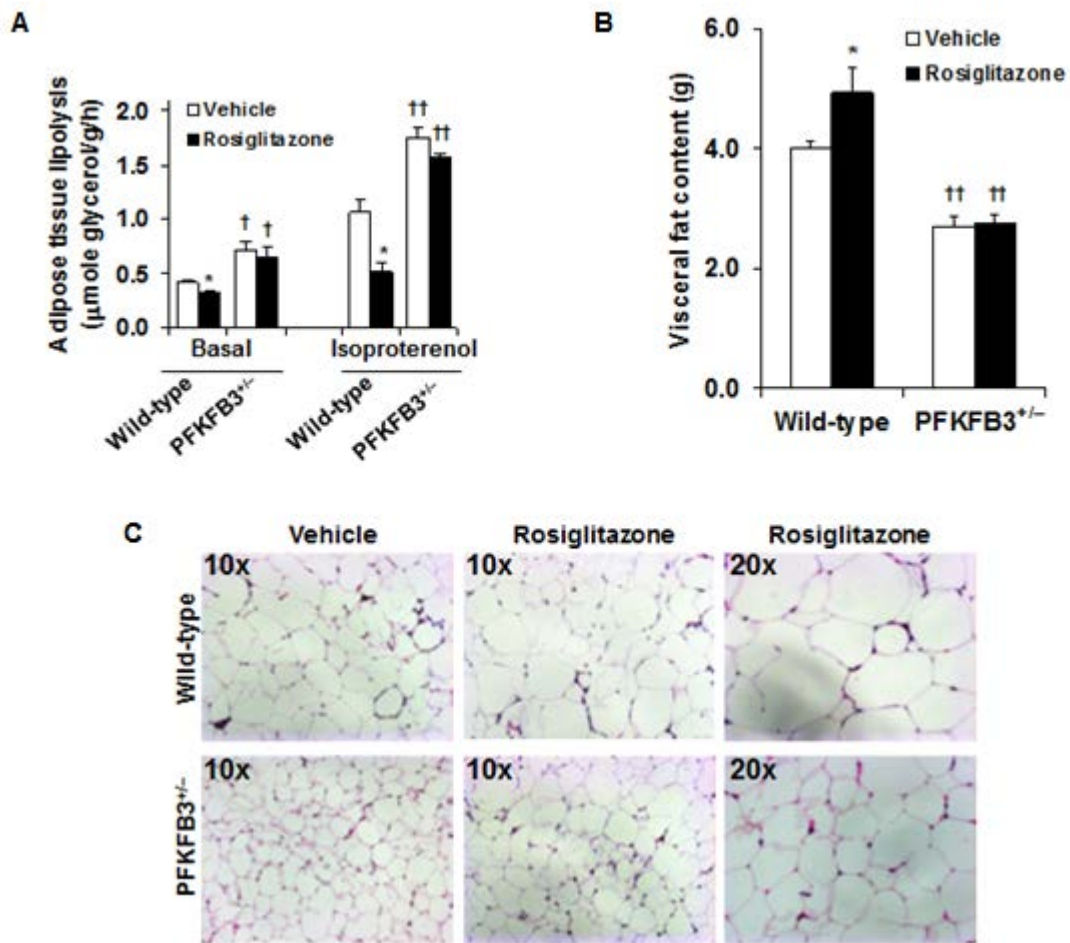 A
Adipose tissue lipolysis
(μmole glycerol/g/h)
2.0
1.5
1.0
0.5
0.0
Vehicle
Rosiglitazone
*
†
†
*
††
††
Basal
Isoproterenol
Wild-type
PFKFB3+/–
Wild-type
PFKFB3+/–
B
Visceral fat content (g)
6.0
4.0
2.0
0.0
Vehicle
Rosiglitazone
*
††
††
Wild-type
PFKFB3+/–
C
Vehicle
Rosiglitazone
Rosiglitazone
Wild-type
10x
10x
20x
PFKFB3+/–
10x
10x
20x